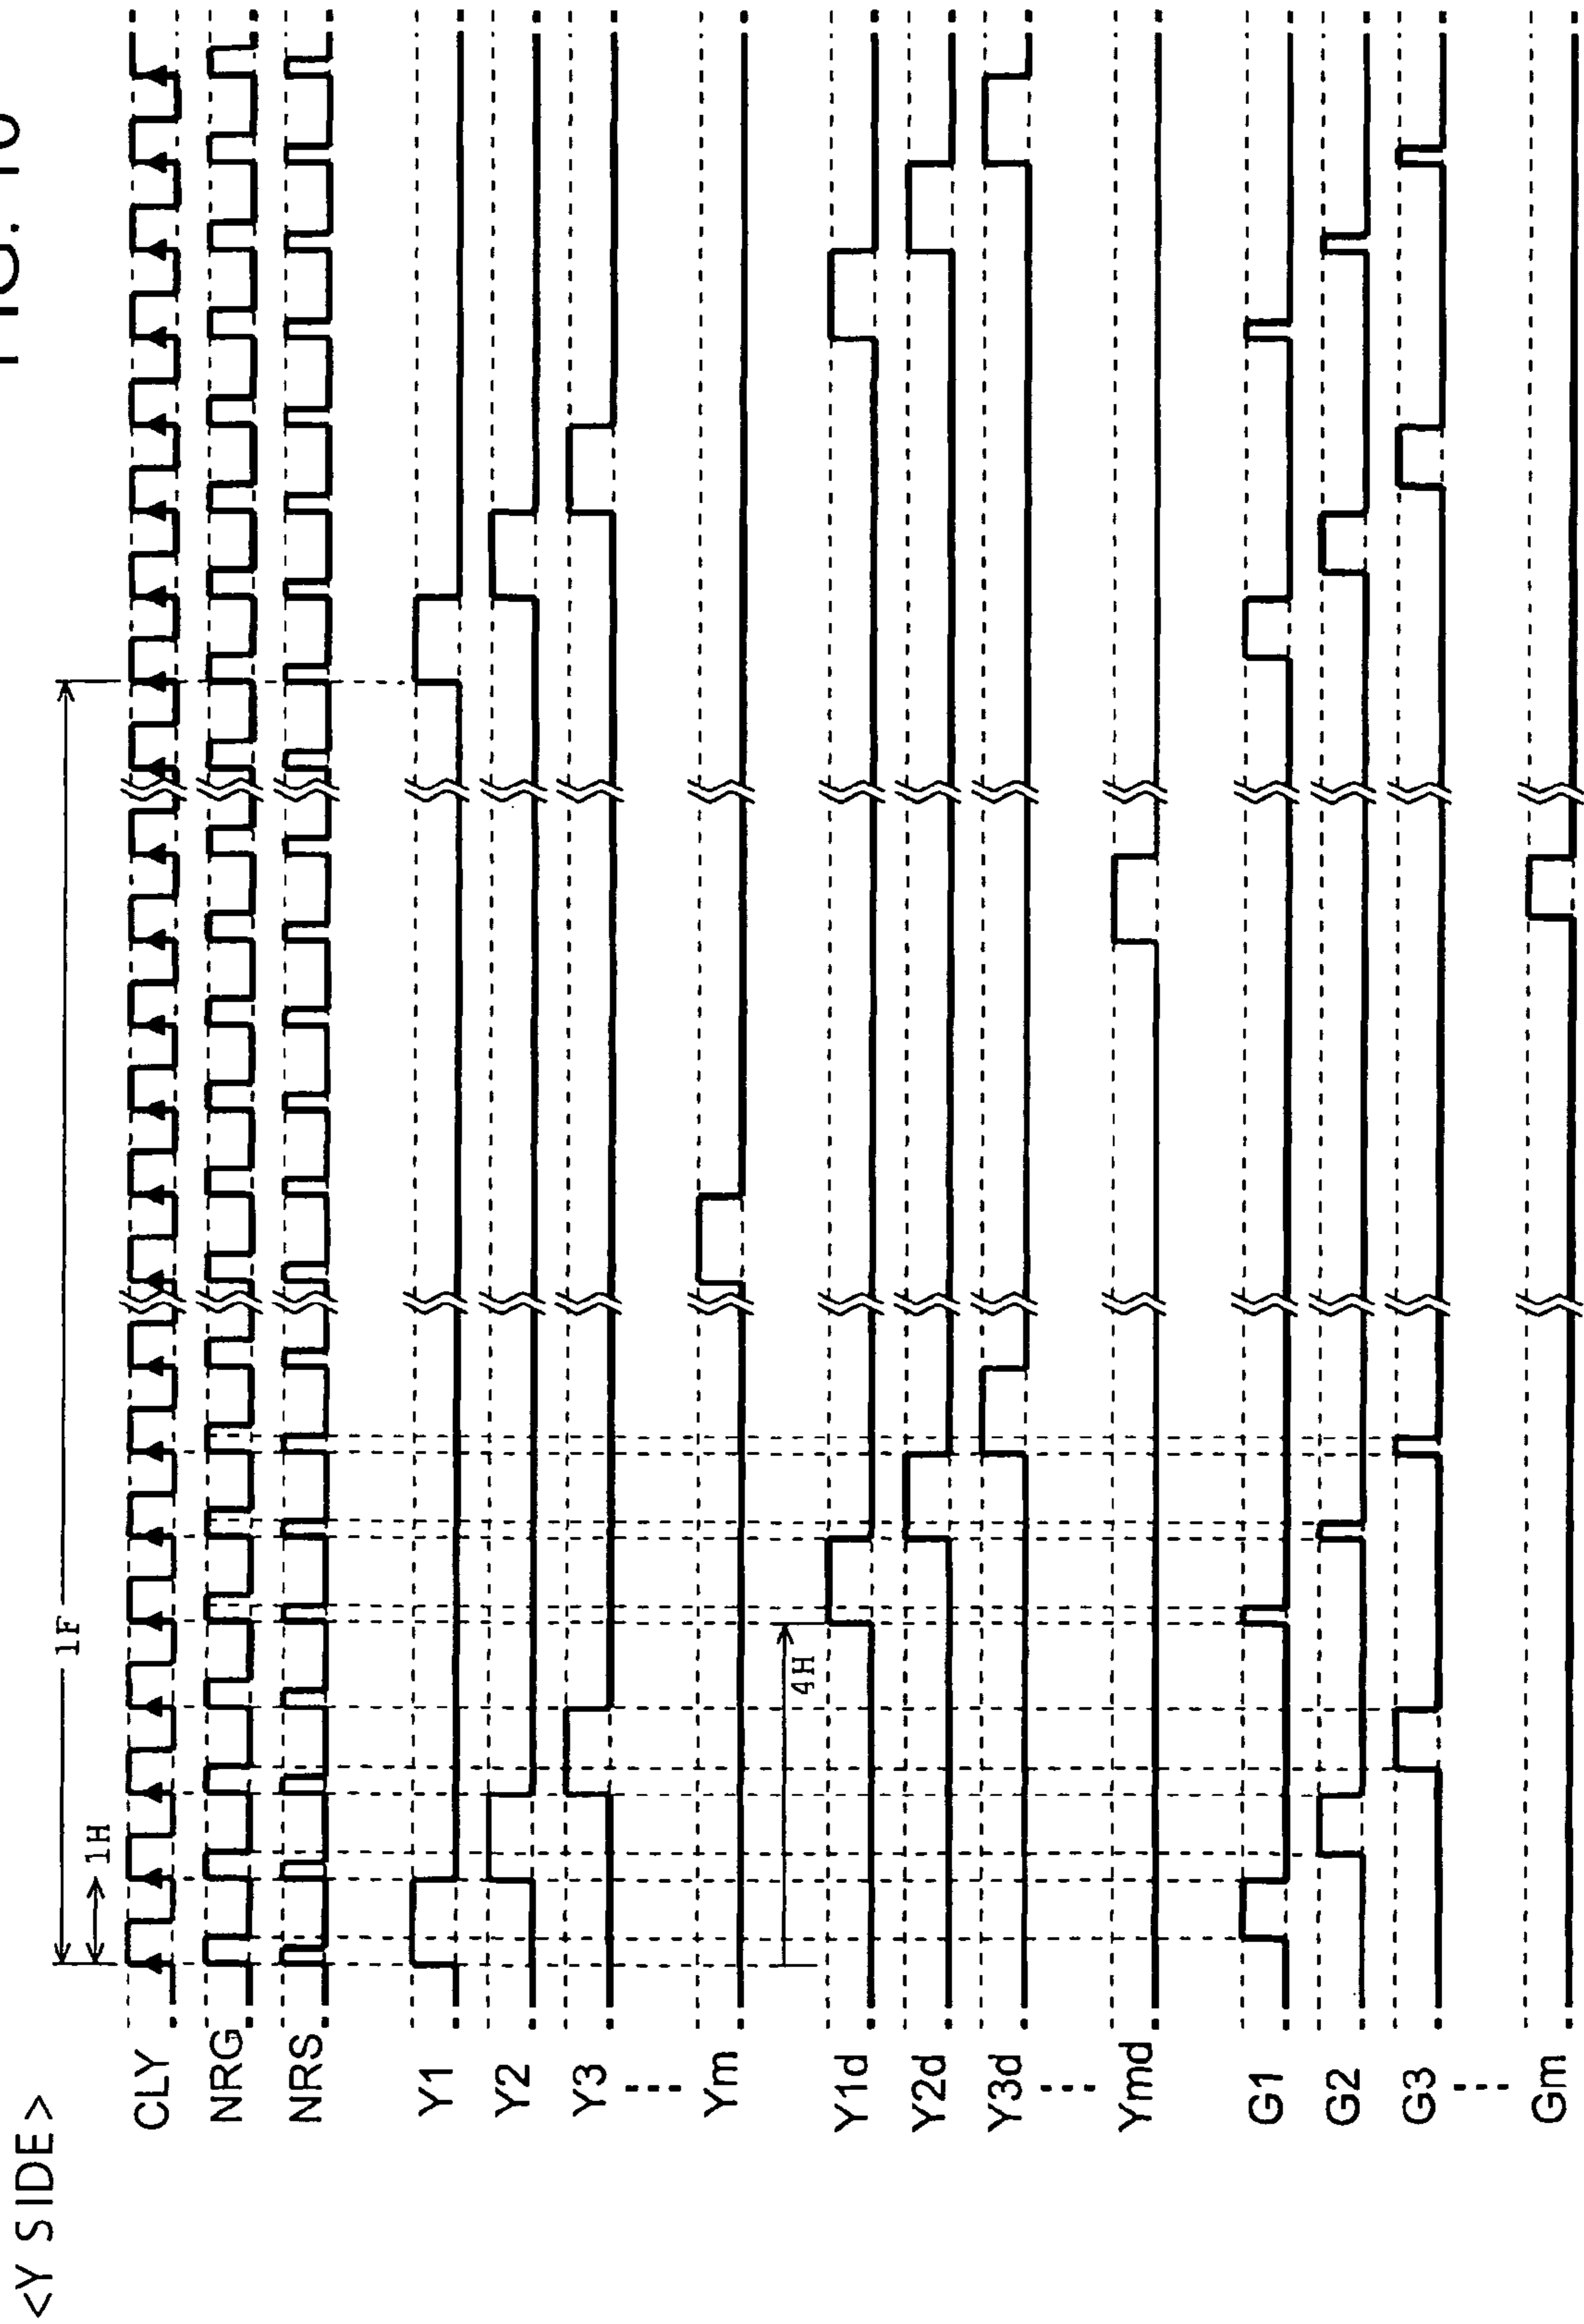 FIG.
<Y SIDE>
1F
1H
CLY
NRG
NRS
Y1
Y2
Y3
Ym
4H
Y1d
Y2d
Y3d
Ymd
G1
G2
G3
Gm